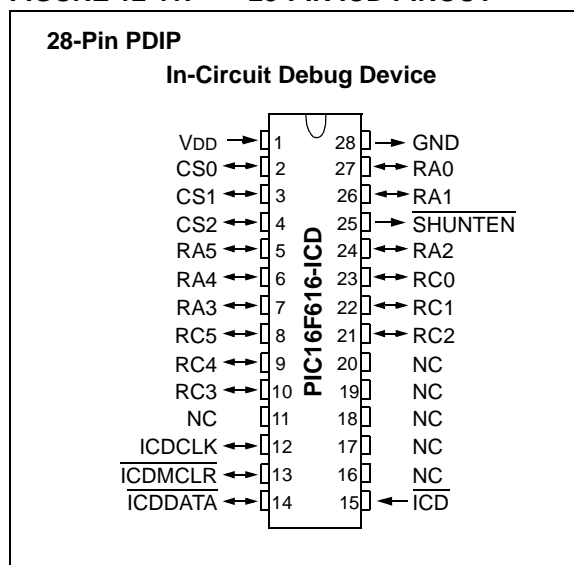 FIGURE 28-PIN ICD PINOUT
28-Pin PDIP
In-Circuit Debug Device
VDD 1 28 GND
CS0 2 27 RA0
CS1 3 26 RA1
CS2 4 25 SHUNTEN
RA5 5 24 RA2
RA4 6 23 RC0
RA3 7 22 RC1
RC5 8 21 RC2
RC4 9 20 NC
RC3 10 19 NC
NC 11 18 NC
ICDCLK 12 17 NC
ICDMCLR 13 16 NC
ICDDATA 14 15 ICD
PIC16F616-ICD